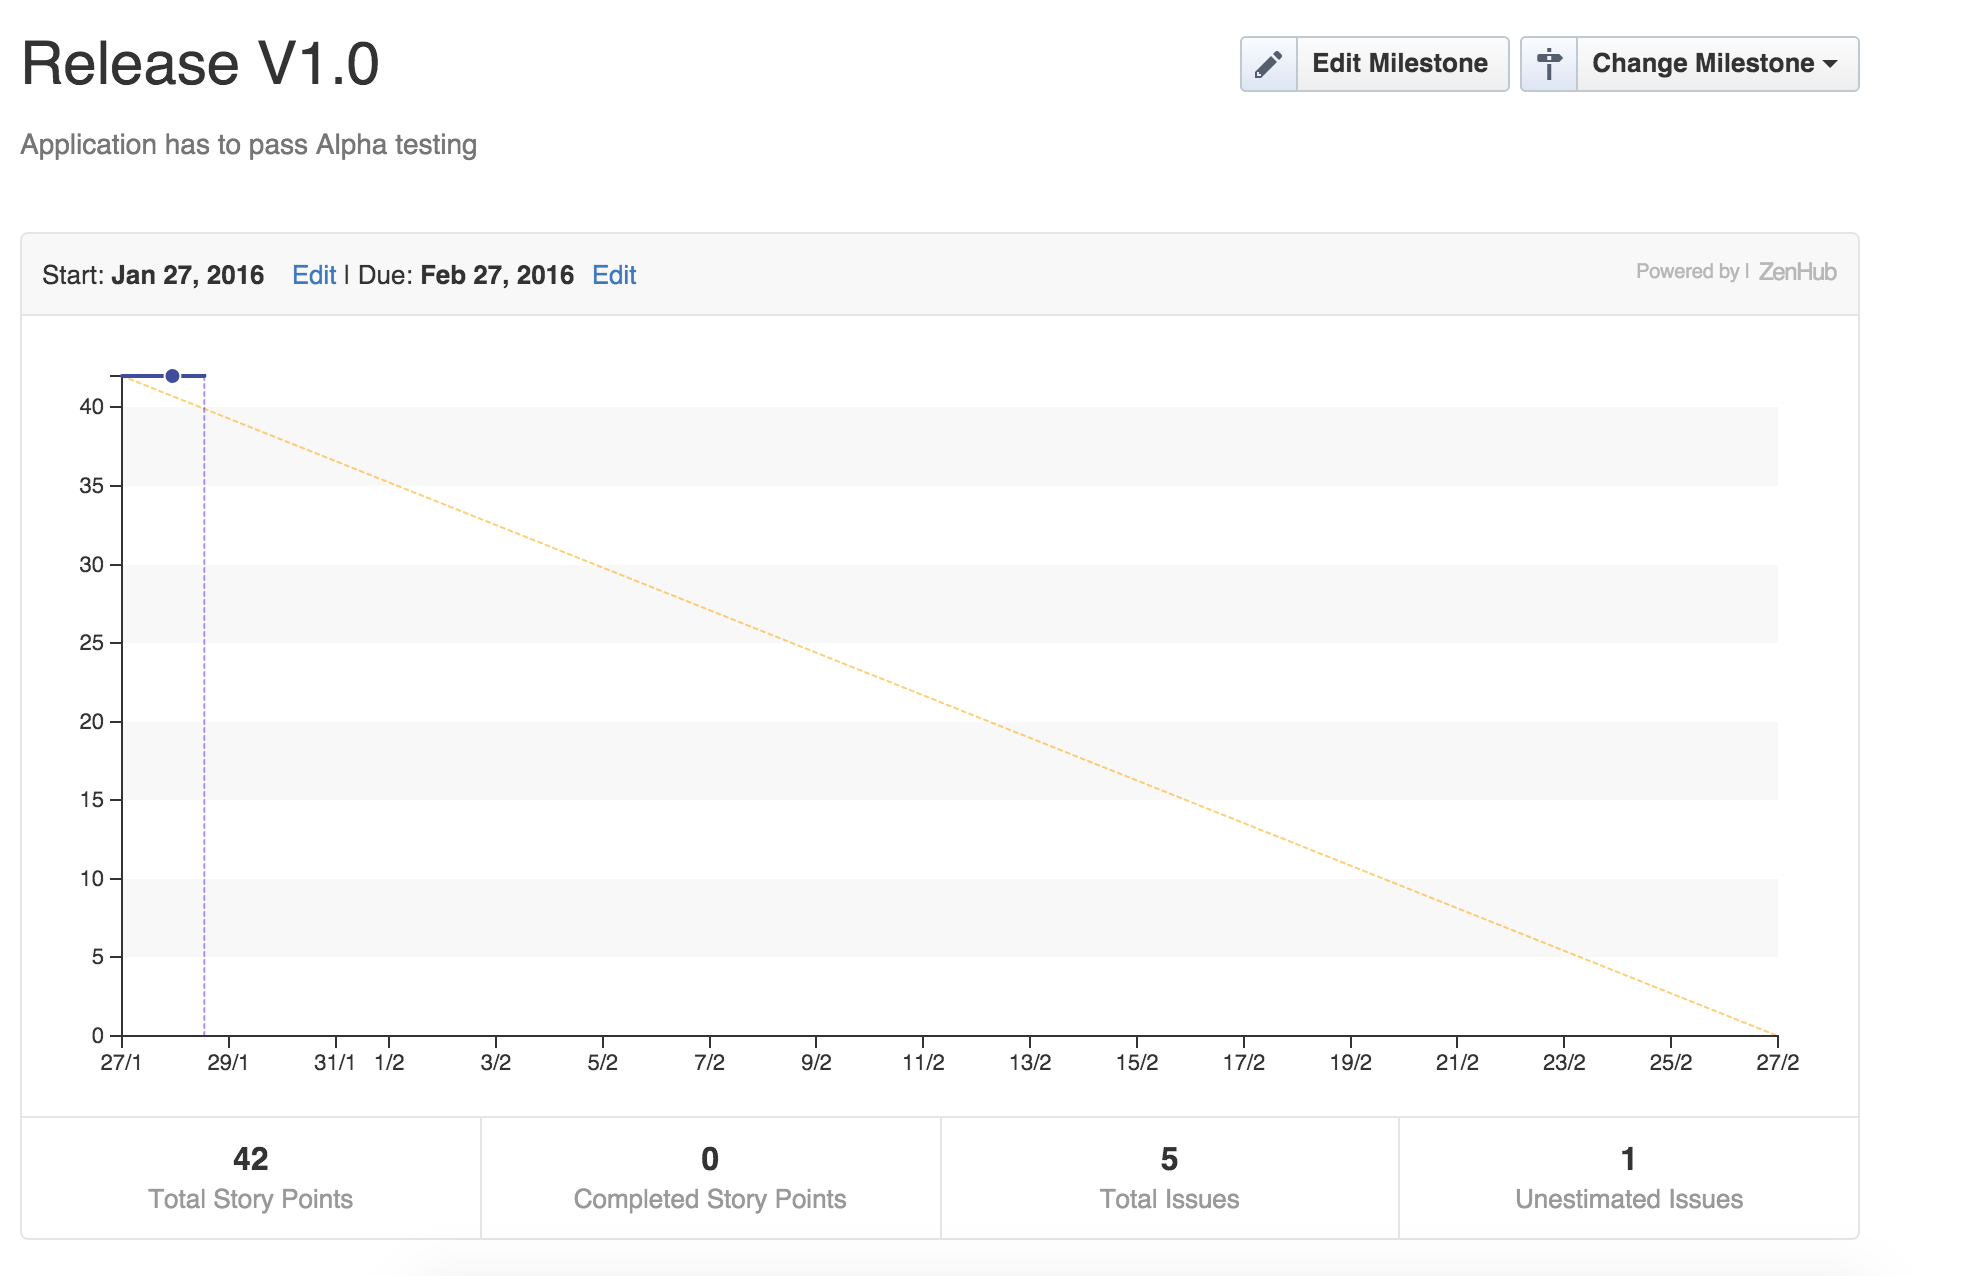 Release V1.0
Edit Milestone
Change Milestone
Application has to pass Alpha testing
Start: Jan 27, 2016 Edit | Due: Feb 27, 2016 Edit
Powered by | ZenHub
40
35
30
25
20
15
10
5
0
27/1 29/1 31/1 1/2 3/2 5/2 7/2 9/2 11/2 13/2 15/2 17/2 19/2 21/2 23/2 25/2 27/2
42
Total Story Points
0
Completed Story Points
5
Total Issues
1
Unestimated Issues